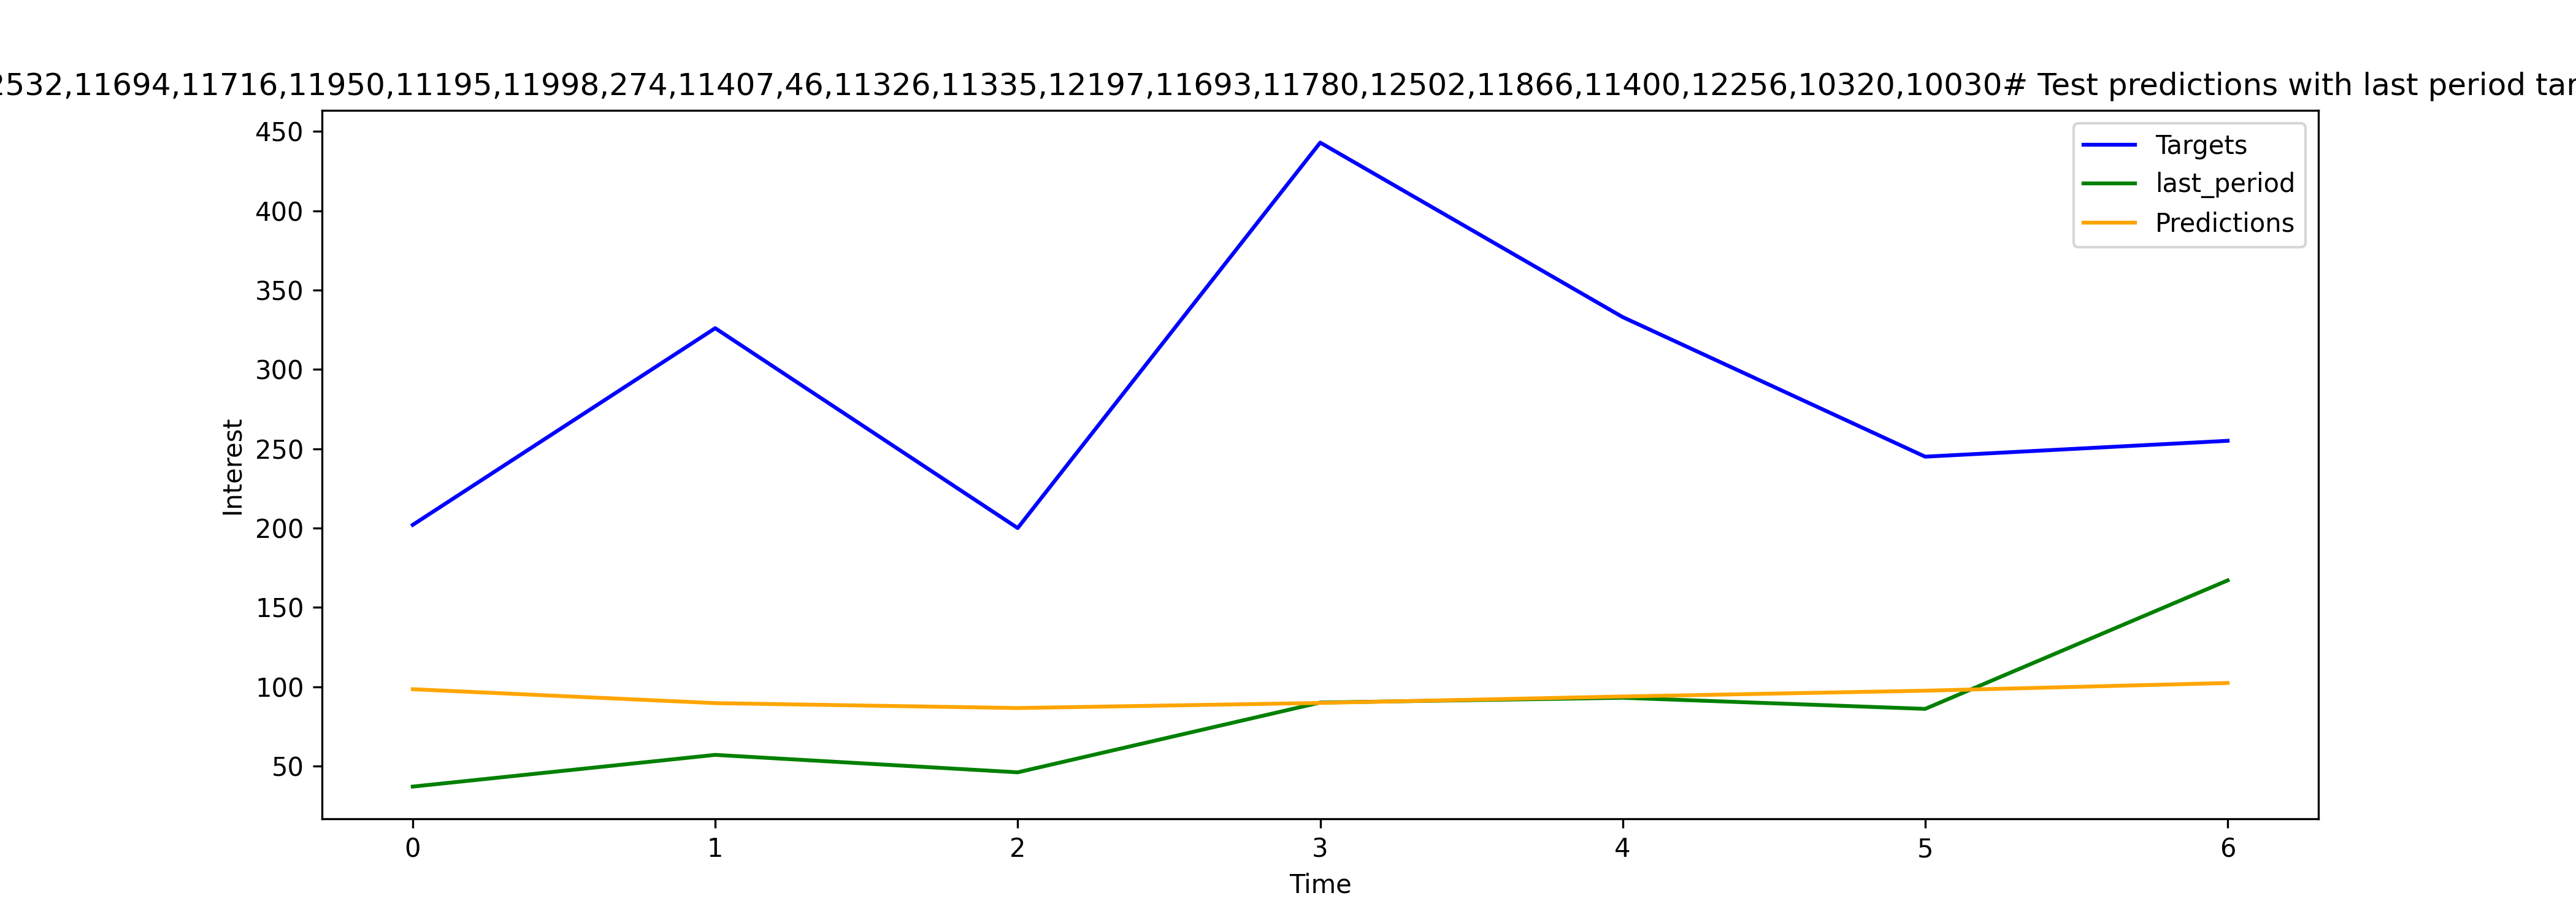 2532,11694,11716,11950,11195,11998,274,11407,46,11326,11335,12197,11693,11780,12502,11866,11400,12256,10320,10030# Test predictions with last period tar
450
400
350
300
250
200
150
100
50
Interest
Targets
last_period
Predictions
0 1 2 3 4 5 6
Time